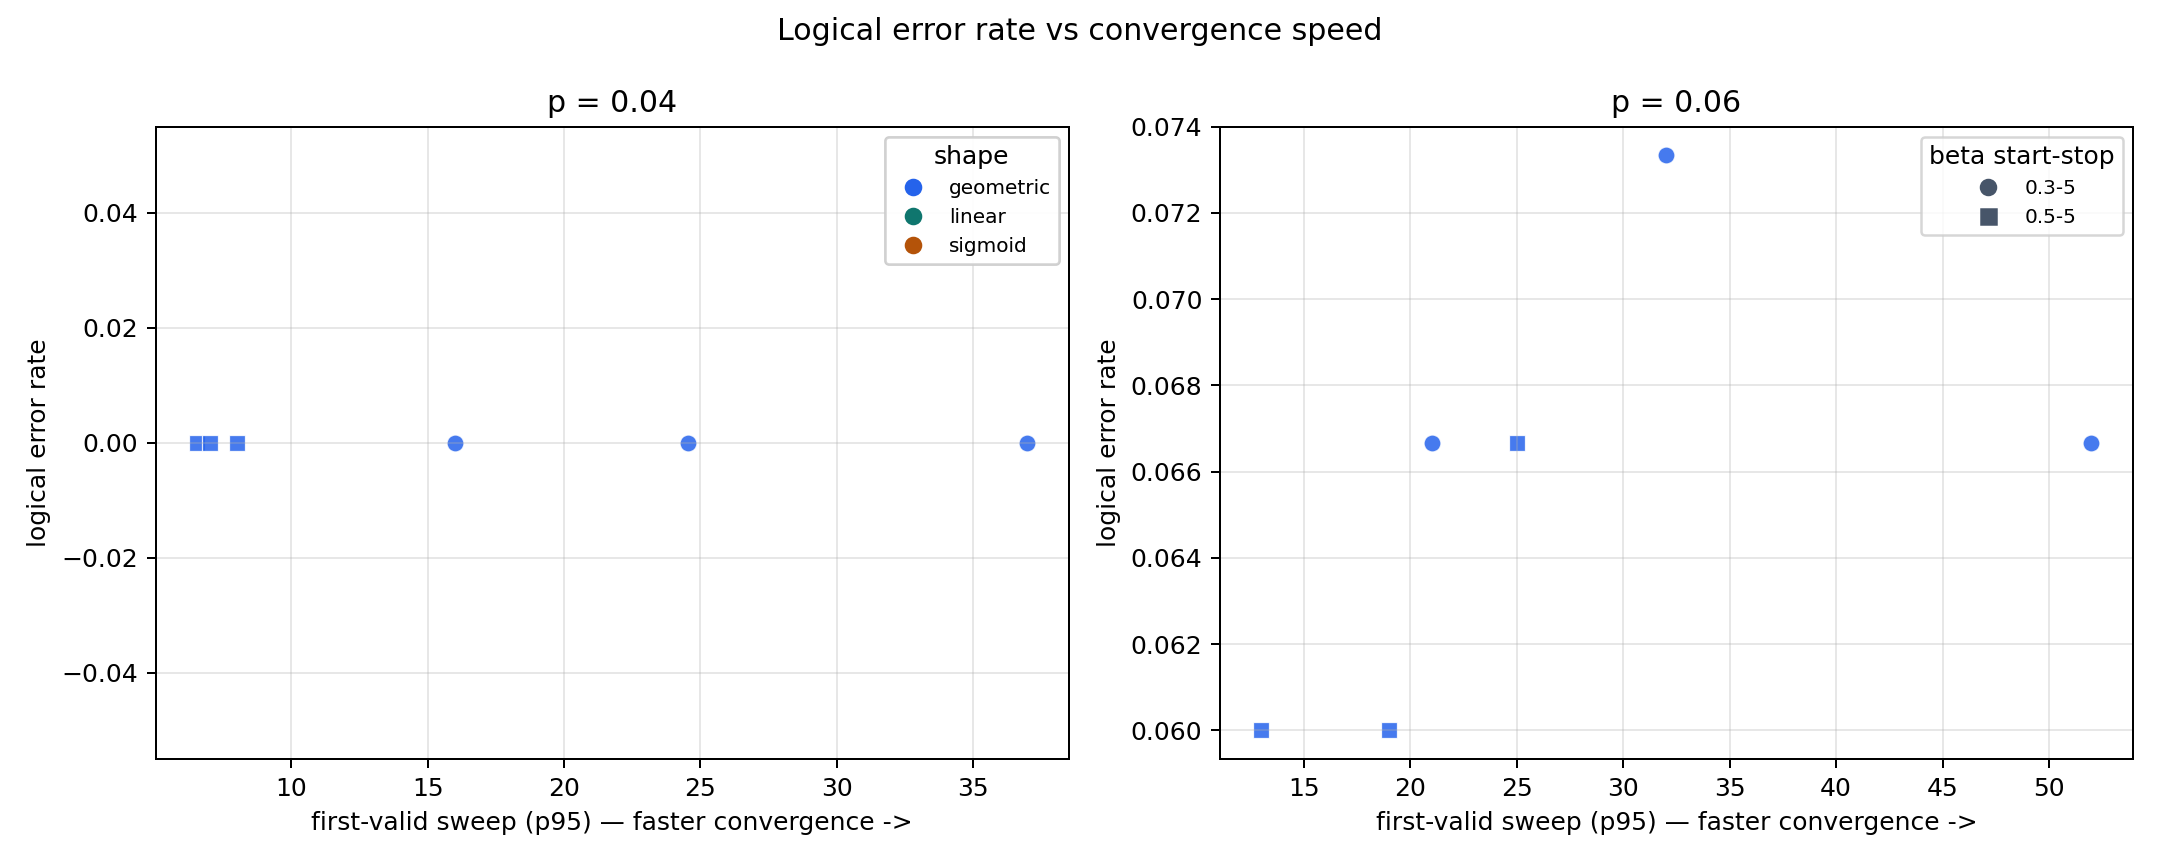 Logical error rate vs convergence speed
p = 0.04
shape
geometric
linear
sigmoid
0.04
0.02
0.00
−0.02
−0.04
logical error rate
10 15 20 25 30 35
first-valid sweep (p95) — faster convergence ->
p = 0.06
beta start-stop
0.3-5
0.5-5
0.074
0.072
0.070
0.068
0.066
0.064
0.062
0.060
logical error rate
15 20 25 30 35 40 45 50
first-valid sweep (p95) — faster convergence ->